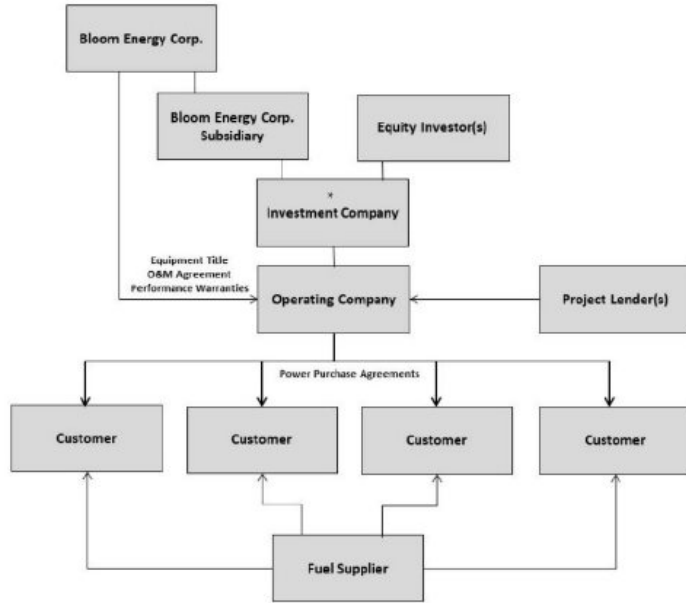 Bloom Energy Corp.
Bloom Energy Corp.
Subsidiary
Equity Investor(s)
*
Investment Company
Equipment Title
O&M Agreement
Performance Warranties
Operating Company
Project Lender(s)
Power Purchase Agreements
Customer
Customer
Customer
Customer
Fuel Supplier